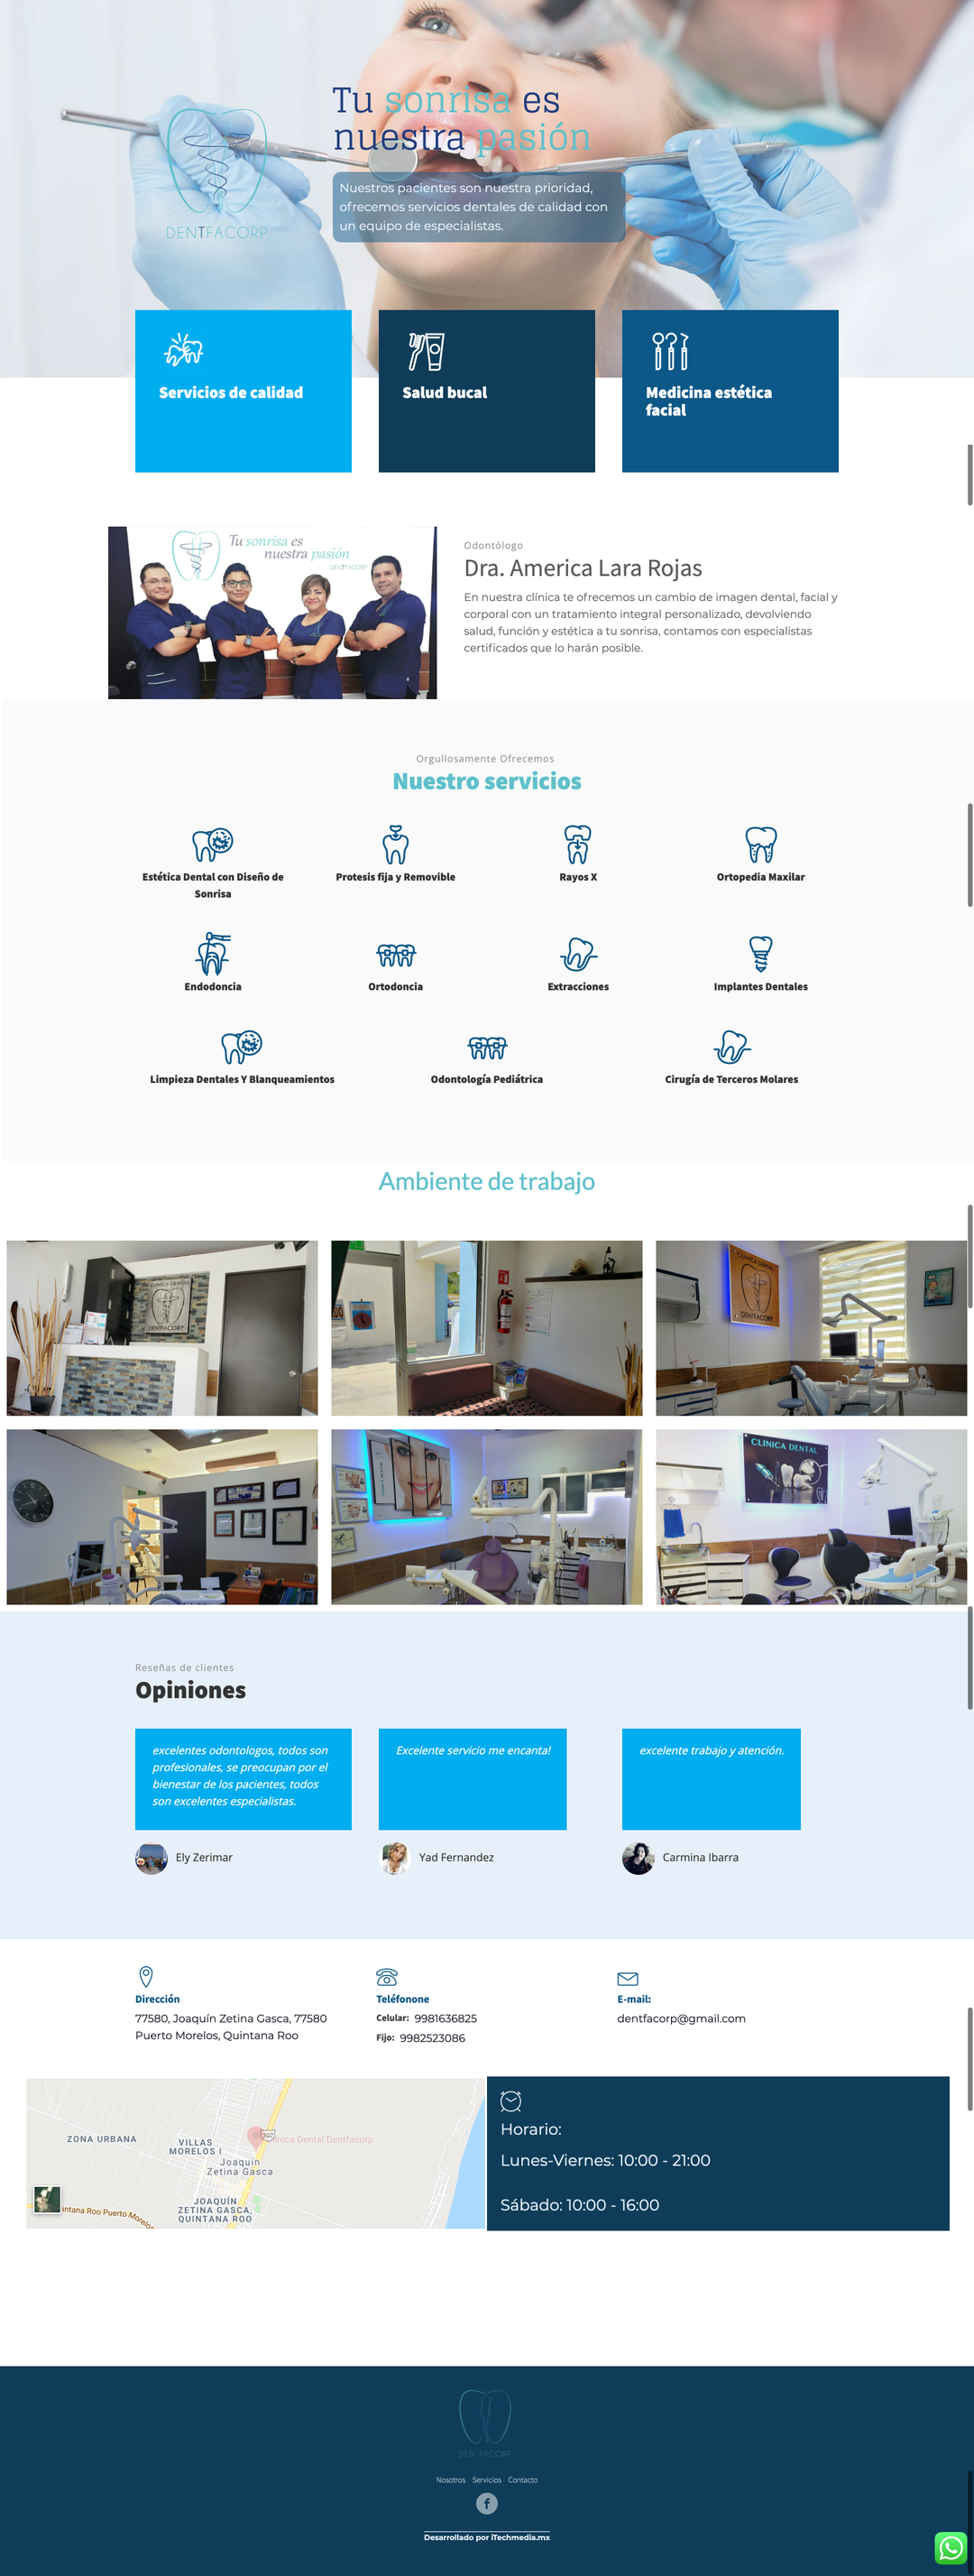 Tu sonrisa es
nuestra pasión
DENTFACORP
Nuestros pacientes son nuestra prioridad,
ofrecemos servicios dentales de calidad con
un equipo de especialistas.
Servicios de calidad
Salud bucal
Medicina estética
facial
Tu sonrisa es
nuestra pasión
DENTFACORP
Odontólogo
Dra. America Lara Rojas
En nuestra clínica te ofrecemos un cambio de imagen dental, facial y
corporal con un tratamiento integral personalizado, devolviendo
salud, función y estética a tu sonrisa, contamos con especialistas
certificados que lo harán posible.
Orgullosamente Ofrecemos
Nuestro servicios
Estética Dental con Diseño de
Sonrisa
Protesis fija y Removible
Rayos X
Ortopedia Maxilar
Endodoncia
Ortodoncia
Extracciones
Implantes Dentales
Limpieza Dentales Y Blanqueamientos
Odontología Pediátrica
Cirugía de Terceros Molares
Ambiente de trabajo
CLINICA DENTAL
DENTFACORP
CLINICA DENTAL
DENTFACORP
CLINICA DENTAL
Reseñas de clientes
Opiniones
excelentes odontologos, todos son
profesionales, se preocupan por el
bienestar de los pacientes, todos
son excelentes especialistas.
Excelente servicio me encanta!
excelente trabajo y atención.
Ely Zerimar
Yad Fernandez
Carmina Ibarra
Dirección
77580, Joaquín Zetina Gasca, 77580
Puerto Morelos, Quintana Roo
Teléfonone
Celular: 9981636825
Fijo: 9982523086
E-mail:
dentfacorp@gmail.com
ZONA URBANA
VILLAS
MORELOS I
307
Clinica Dental Dentfacorp
Joaquín
Zetina Gasca
JOAQUÍN
ZETINA GASCA,
QUINTANA ROO
intana Roo Puerto Morelos
Horario:
Lunes-Viernes: 10:00 - 21:00
Sábado: 10:00 - 16:00
DEN FACORP
Nosotros Servicios Contacto
Desarrollado por iTechmedia.mx